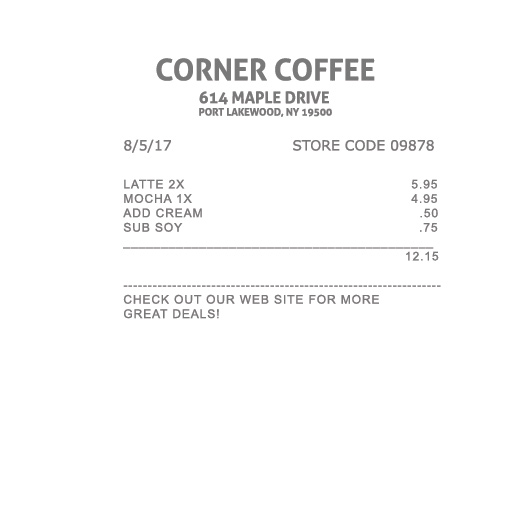 CORNER COFFEE
614 MAPLE DRIVE
PORT LAKEWOOD, NY 19500
8/5/17 STORE CODE 09878
LATTE 2X 5.95
MOCHA 1X 4.95
ADD CREAM .50
SUB SOY .75
12.15
CHECK OUT OUR WEB SITE FOR MORE
GREAT DEALS!